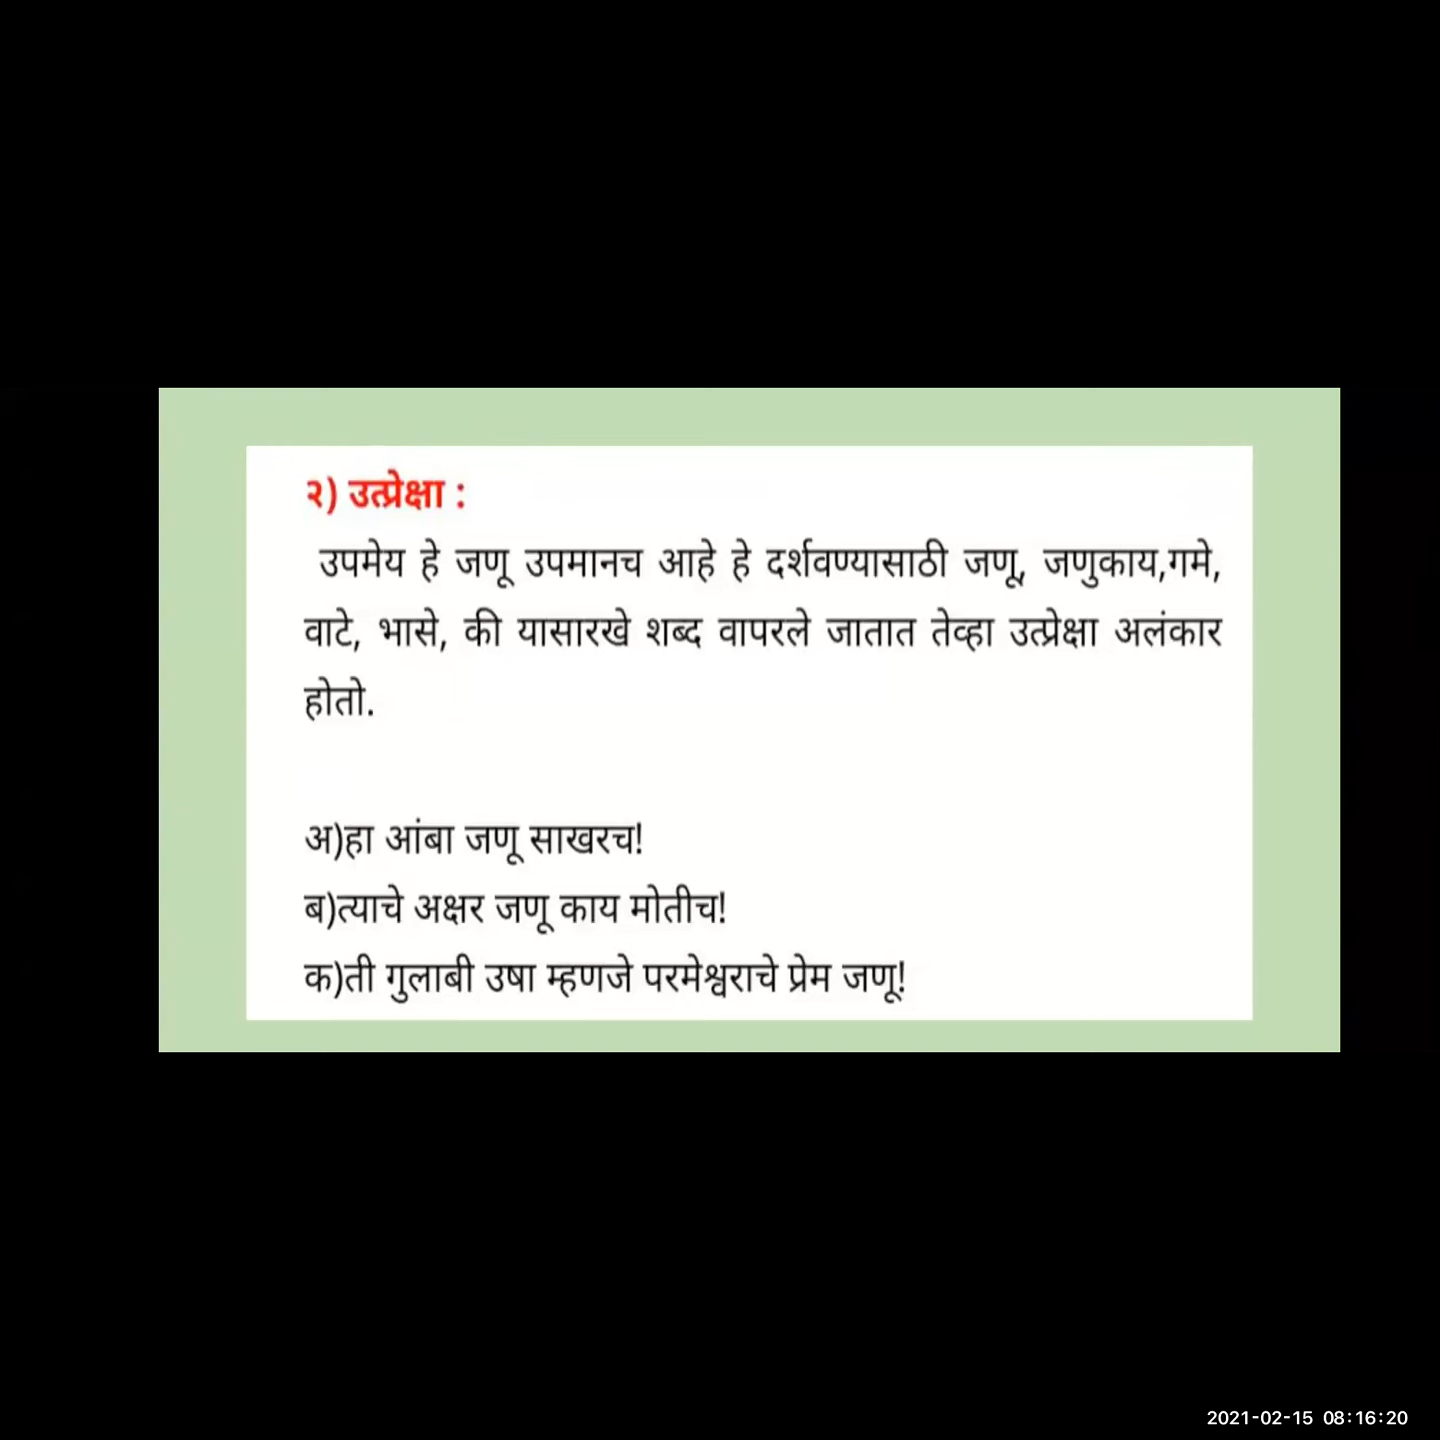 २) उत्प्रेक्षा :
उपमेय हे जणू उपमानच आहे हे दर्शवण्यासाठी जणू, जणुकाय,गमे,
वाटे, भासे, की यासारखे शब्द वापरले जातात तेव्हा उत्प्रेक्षा अलंकार
होतो.
अ)हा आंबा जणू साखरच!
ब)त्याचे अक्षर जणू काय मोतीच!
क)ती गुलाबी उषा म्हणजे परमेश्वराचे प्रेम जणू!
2021-02-15 08:16:20